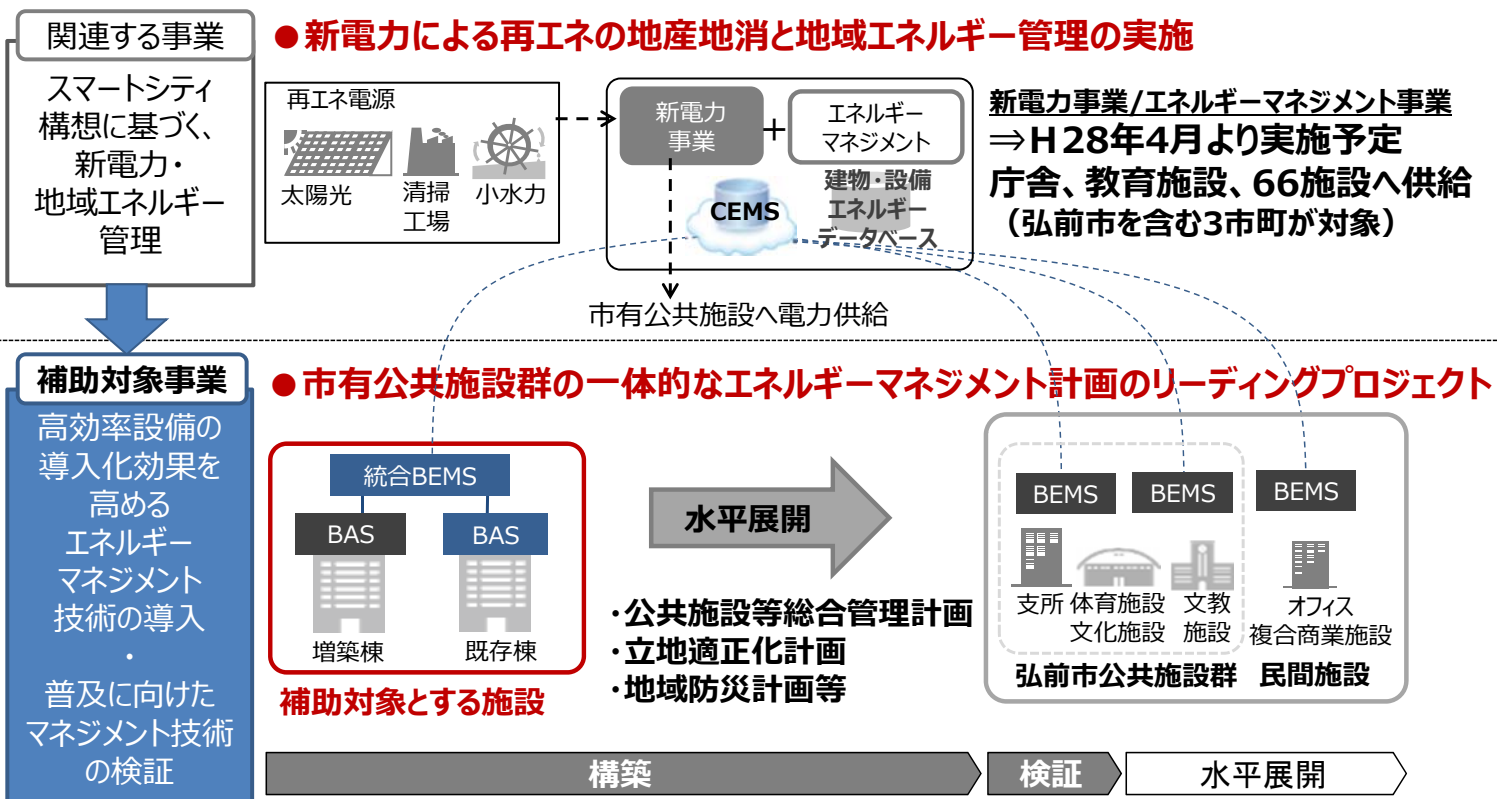 関連する事業
スマートシティ
構想に基づく、
新電力・
地域エネルギー
管理
●新電力による再エネの地産地消と地域エネルギー管理の実施
再エネ電源
太陽光
清掃
工場
小水力
新電力
事業
+
エネルギー
マネジメント
CEMS
建物・設備
エネルギー
データベース
市有公共施設へ電力供給
新電力事業/エネルギーマネジメント事業
⇒H28年4月より実施予定
庁舎、教育施設、66施設へ供給
（弘前市を含む3市町が対象）
補助対象事業
高効率設備の
導入化効果を
高める
エネルギー
マネジメント
技術の導入
・
普及に向けた
マネジメント技術
の検証
●市有公共施設群の一体的なエネルギーマネジメント計画のリーディングプロジェクト
統合BEMS
BAS
BAS
増築棟
既存棟
補助対象とする施設
水平展開
・公共施設等総合管理計画
・立地適正化計画
・地域防災計画等
BEMS
BEMS
BEMS
支所
体育施設
文化施設
文教
施設
オフィス
複合商業施設
弘前市公共施設群
民間施設
構築
検証
水平展開